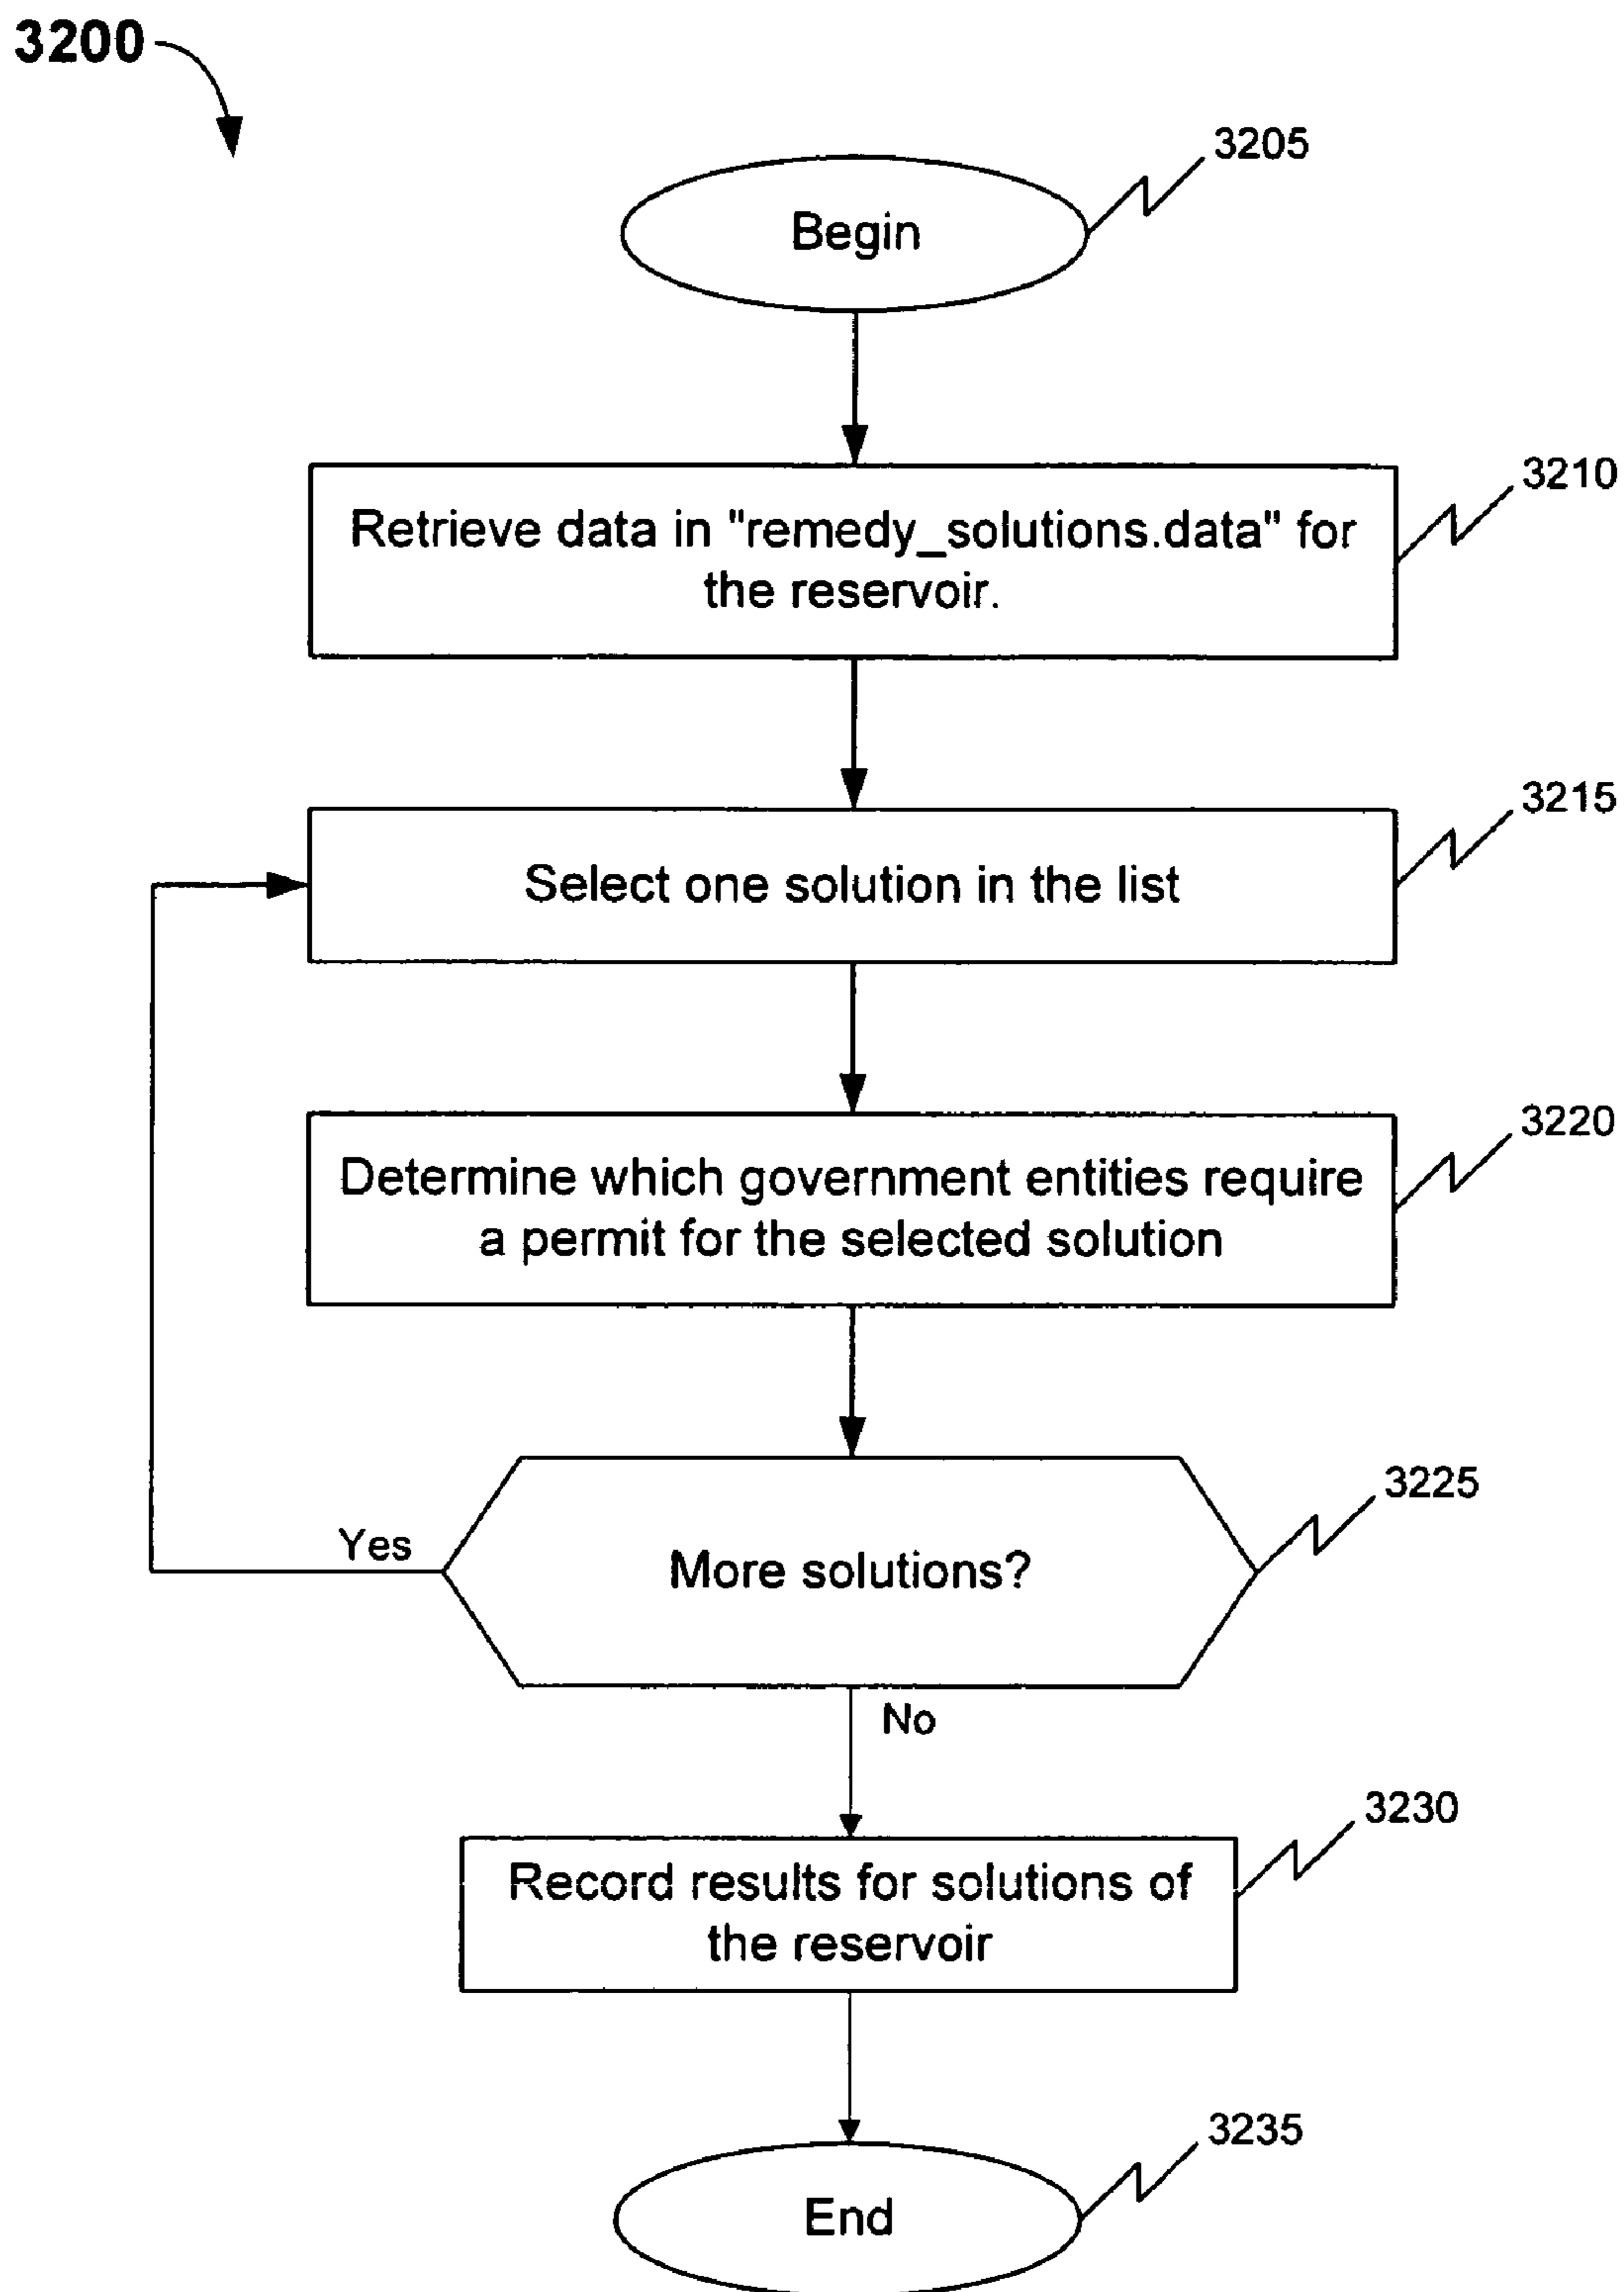 3200
3205
Begin
3210
Retrieve data in "remedy_solutions.data" for
the reservoir.
3215
Select one solution in the list
3220
Determine which government entities require
a permit for the selected solution
3225
Yes
More solutions?
No
3230
Record results for solutions of
the reservoir
3235
End